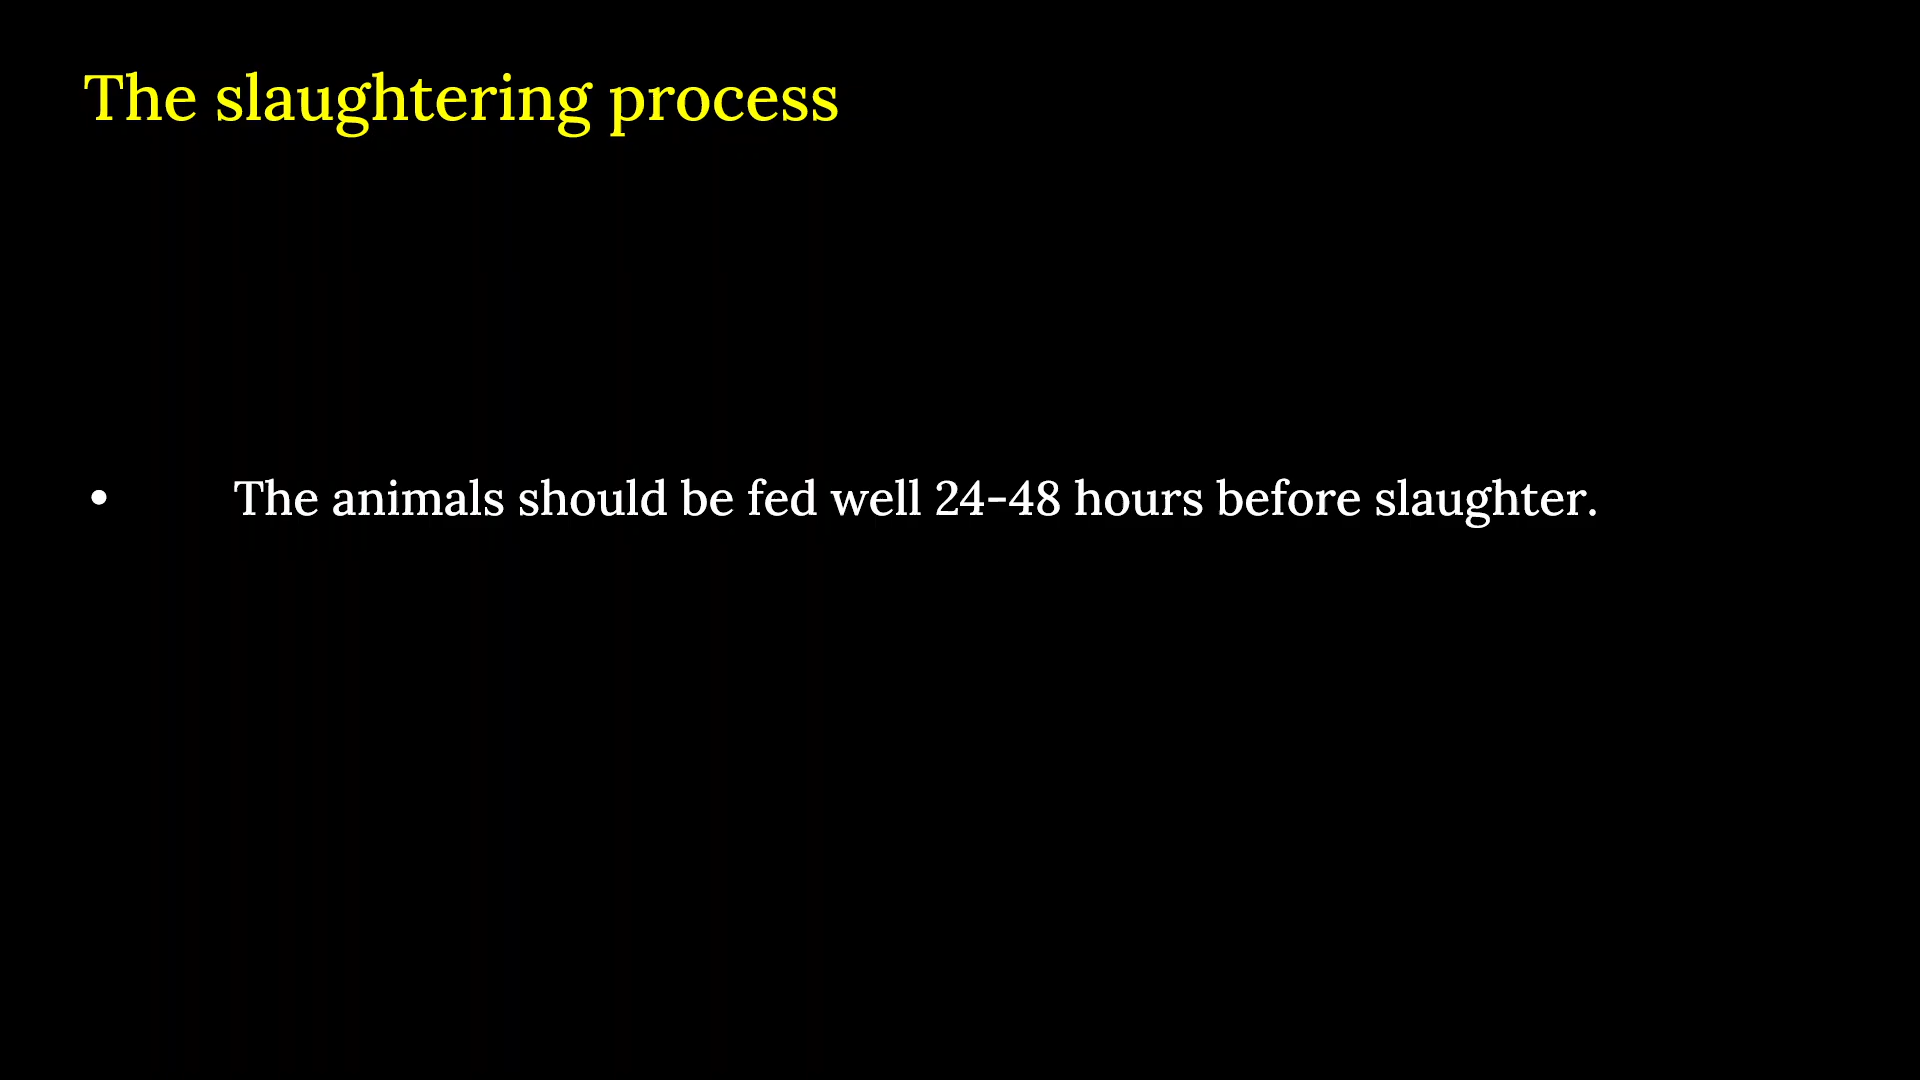 The slaughtering process
• The animals should be fed well 24-48 hours before slaughter.